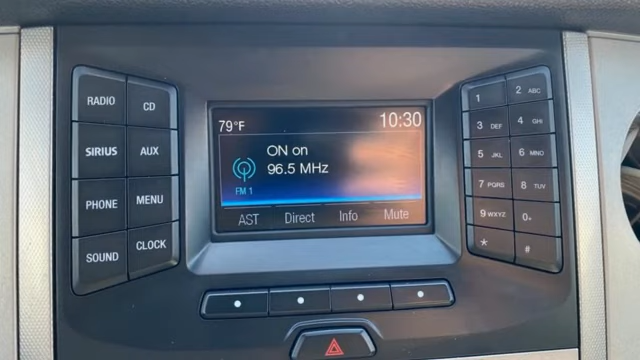 RADIO CD
SIRIUS AUX
PHONE MENU
SOUND CLOCK
79°F 10:30
ON on
96.5 MHz
FM 1
AST Direct Info Mute
1 2 ABC
3 DEF 4 GHI
5 JKL 6 MNO
7 PQRS 8 TUV
9 WXYZ 0+
* #